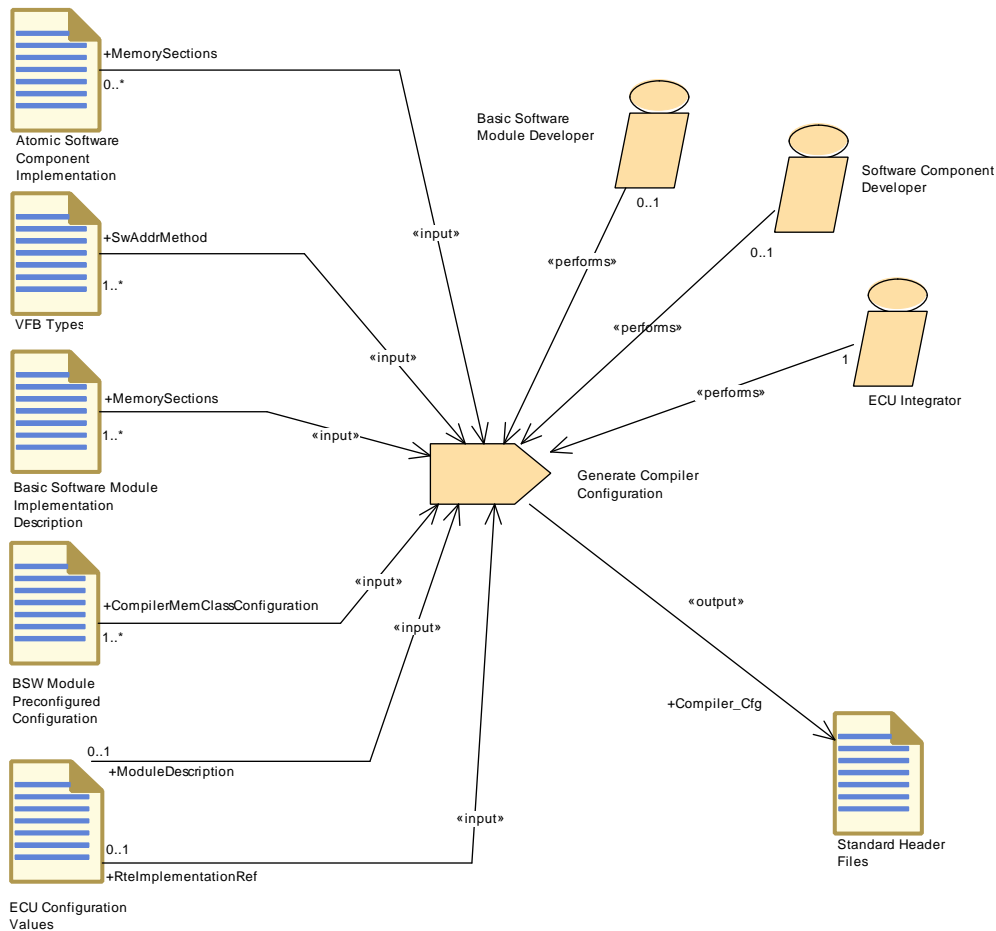 +MemorySections
0..*
Atomic Software
Component
Implementation
+SwAddrMethod
1..*
VFB Types
+MemorySections
1..*
Basic Software Module
Implementation
Description
+CompilerMemClassConfiguration
1..*
BSW Module
Preconfigured
Configuration
0..1
+ModuleDescription
0..1
+RteImplementationRef
ECU Configuration
Values
«input»
«input»
«input»
«input»
«input»
«input»
Basic Software
Module Developer
0..1
«performs»
Software Component
Developer
0..1
«performs»
1
ECU Integrator
«performs»
Generate Compiler
Configuration
«output»
+Compiler_Cfg
Standard Header
Files